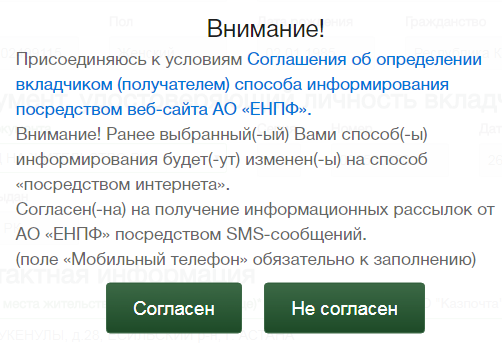 Пол
Гражданство
Внимание!
Присоединяюсь к условиям Соглашения об определении
вкладчиком (получателем) способа информирования
посредством веб-сайта АО «ЕНПФ».
Внимание! Ранее выбранный(-ый) Вами способ(-ы)
информирования будет(-ут) изменен(-ы) на способ
«посредством интернета».
Согласен(-на) на получение информационных рассылок от
АО «ЕНПФ» посредством SMS-сообщений.
(поле «Мобильный телефон» обязательно к заполнению)
Согласен
Не согласен